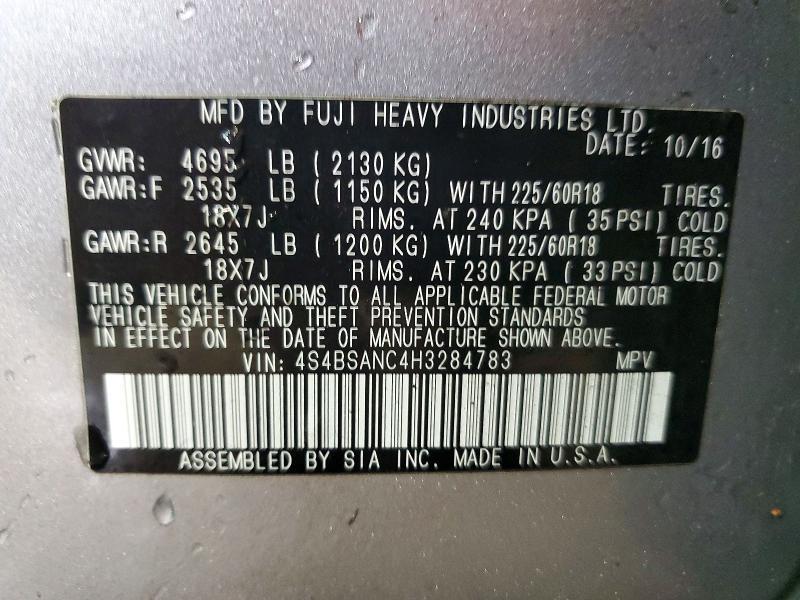 MFD BY FUJI HEAVY INDUSTRIES LTD.
DATE: 10/16
GVWR: 4695 LB ( 2130 KG)
GAWR:F 2535 LB ( 1150 KG) WITH 225/60R18 TIRES.
18X7J RIMS. AT 240 KPA ( 35 PSI) COLD
GAWR:R 2645 LB ( 1200 KG) WITH 225/60R18 TIRES.
18X7J RIMS. AT 230 KPA ( 33 PSI) COLD
THIS VEHICLE CONFORMS TO ALL APPLICABLE FEDERAL MOTOR
VEHICLE SAFETY AND THEFT PREVENTION STANDARDS
IN EFFECT ON THE DATE OF MANUFACTURE SHOWN ABOVE.
VIN: 4S4BSANC4H3284783 MPV
ASSEMBLED BY SIA INC. MADE IN U.S.A.